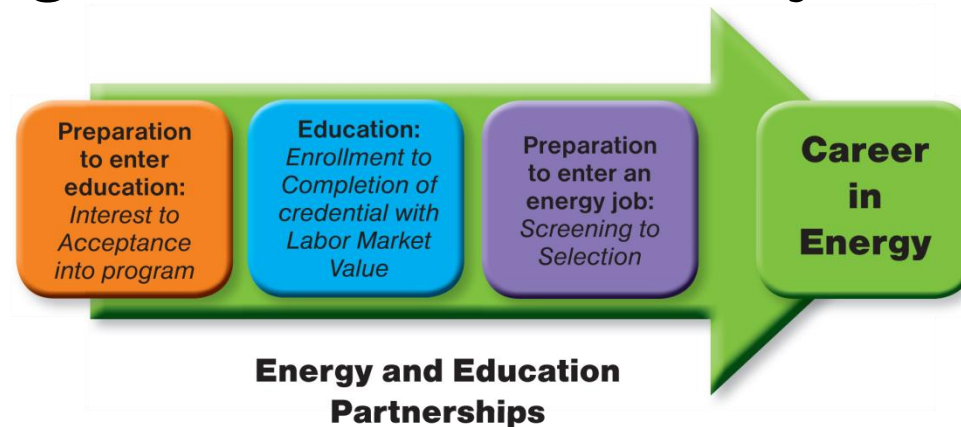 Preparation
to enter
education:
Interest to
Acceptance
into program
Education:
Enrollment to
Completion of
credential with
Labor Market
Value
Preparation
to enter an
energy job:
Screening to
Selection
Career
in
Energy
Energy and Education
Partnerships